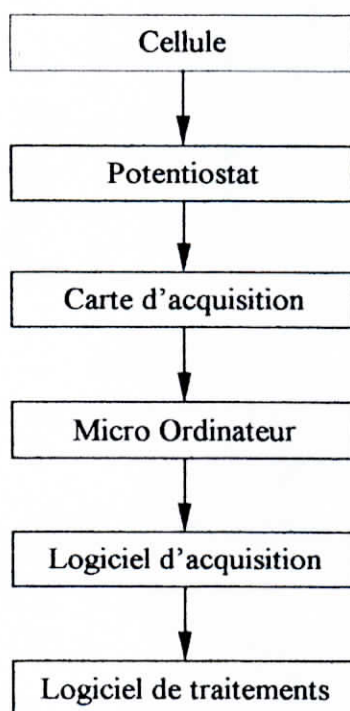 Cellule
Potentiostat
Carte d'acquisition
Micro Ordinateur
Logiciel d'acquisition
Logiciel de traitements